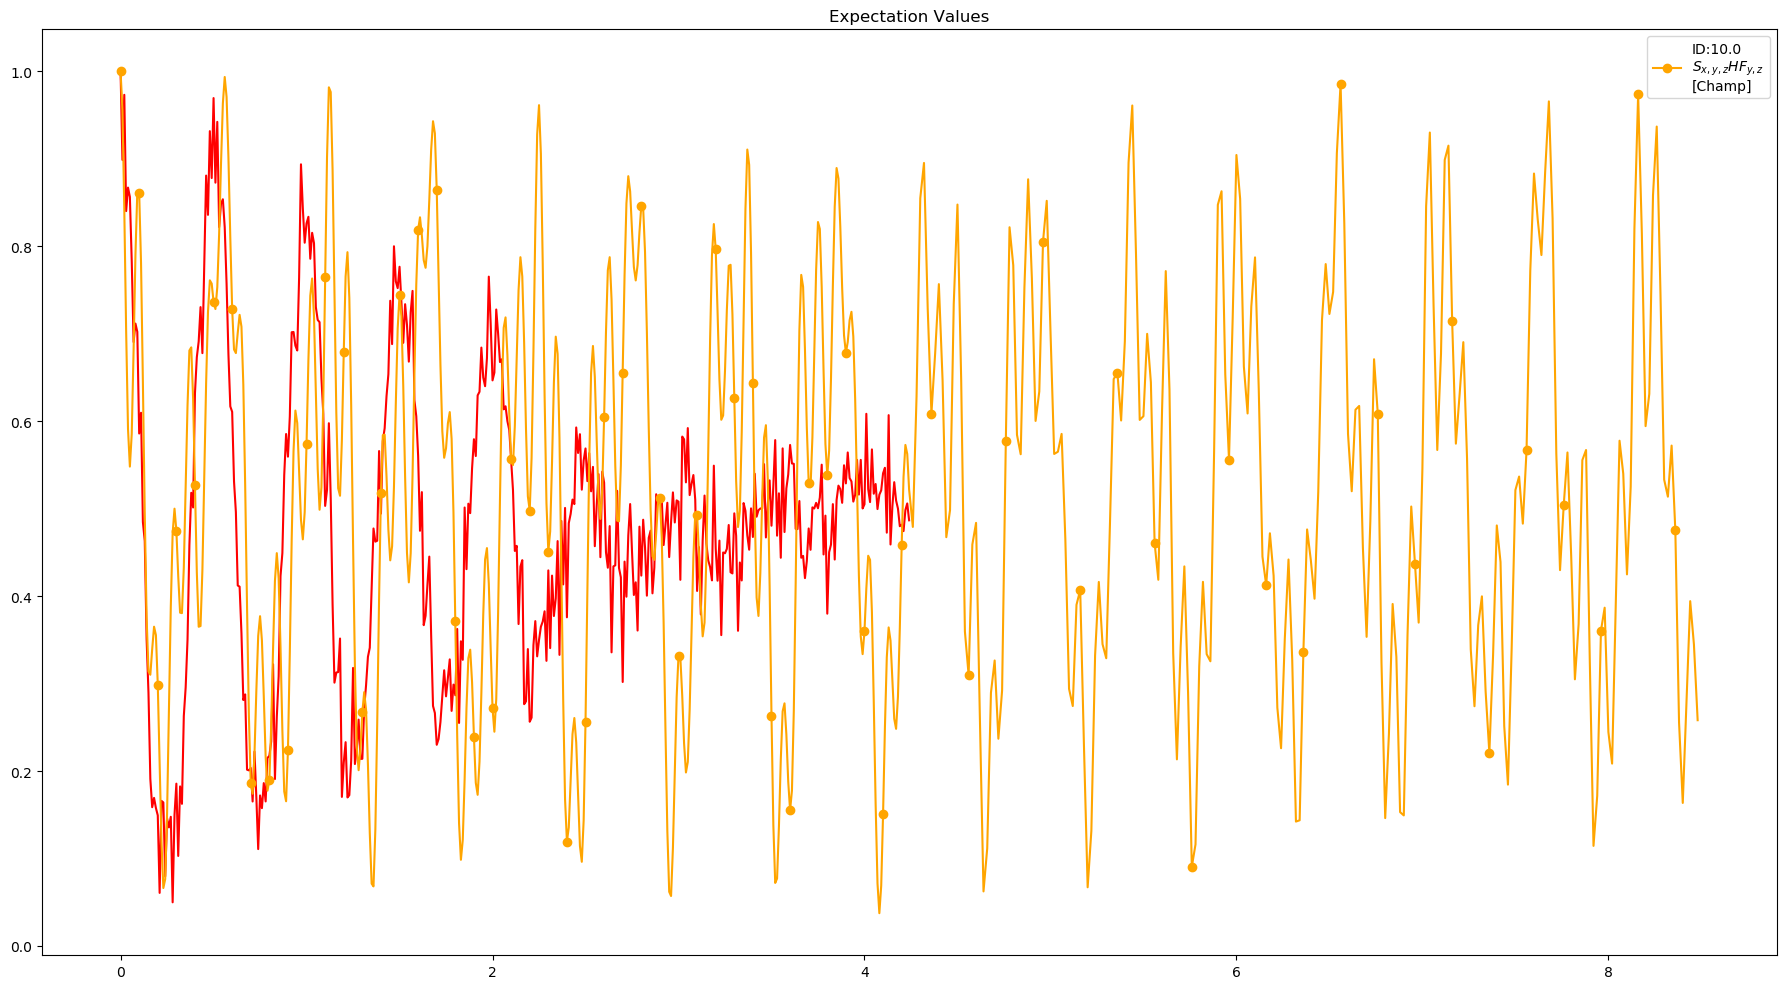 Expectation Values
ID:10.0
$S_{x,y,z}HF_{y,z}$
[Champ]
1.0
0.8
0.6
0.4
0.2
0.0
0 2 4 6 8